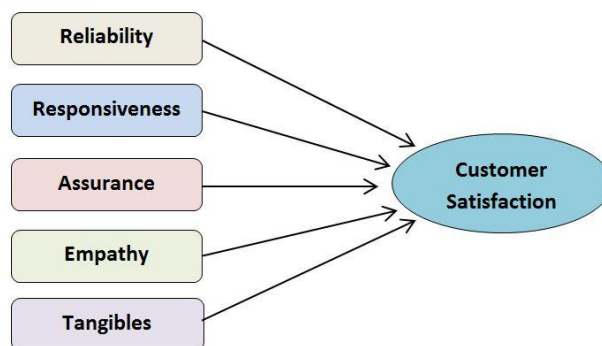 Reliability
Responsiveness
Assurance
Empathy
Tangibles
Customer
Satisfaction